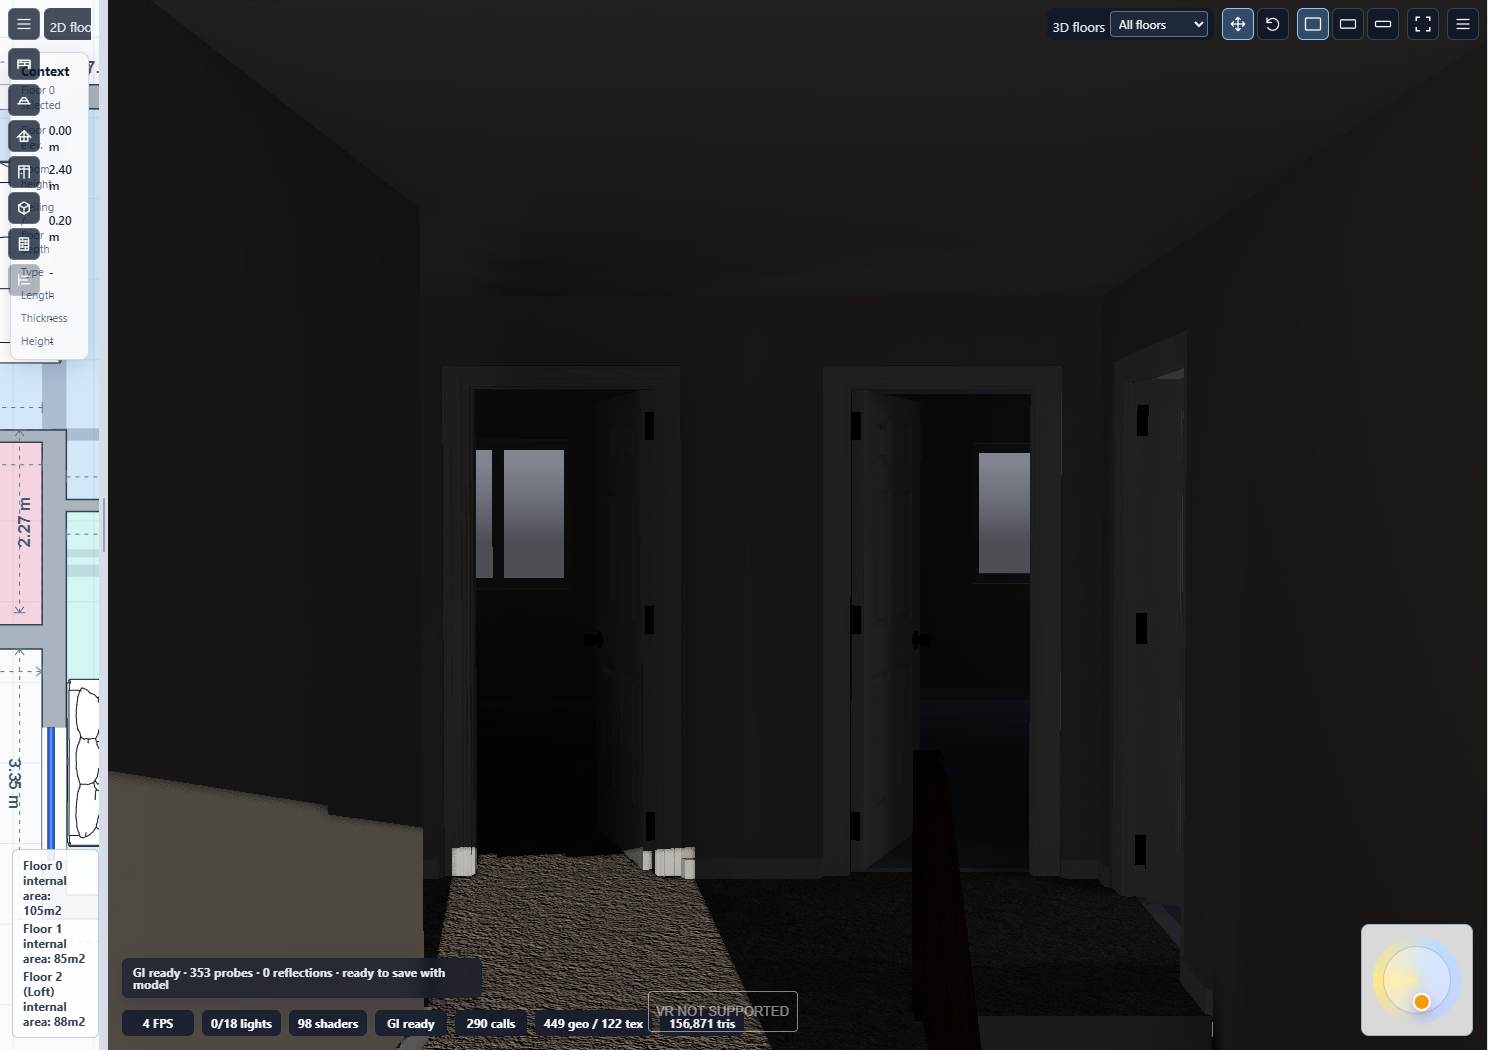 2D floo
3D floors All floors
Context
Floor 0
selected
0.00
m
2.40
height m
0.20
m
Type -
Length -
Thickness -
Height -
2.27 m
3.35 m
Floor 0
internal
area:
105m2
Floor 1
internal
area: 85m2
Floor 2
(Loft)
internal
area: 88m2
GI ready · 353 probes · 0 reflections · ready to save with
model
VR NOT SUPPORTED
4 FPS
0/18 lights
98 shaders
GI ready
290 calls
449 geo / 122 tex
156,871 tris